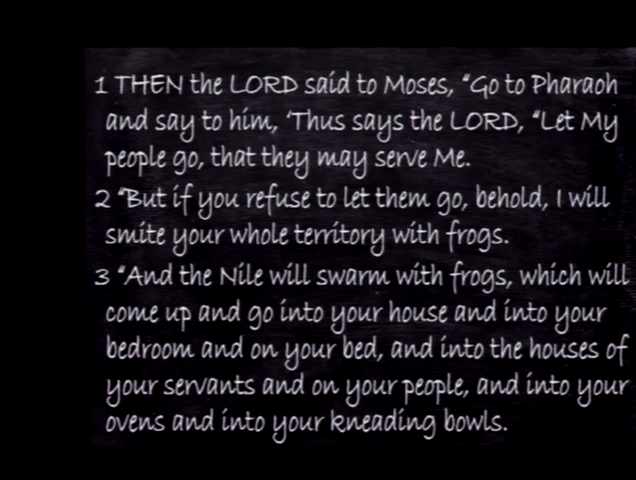 1 THEN the LORD said to Moses, "Go to Pharaoh
and say to him, 'Thus says the LORD, "Let My
people go, that they may serve Me.
2 "But if you refuse to let them go, behold, I will
smite your whole territory with frogs.
3 "And the Nile will swarm with frogs, which will
come up and go into your house and into your
bedroom and on your bed, and into the houses of
your servants and on your people, and into your
ovens and into your kneading bowls.